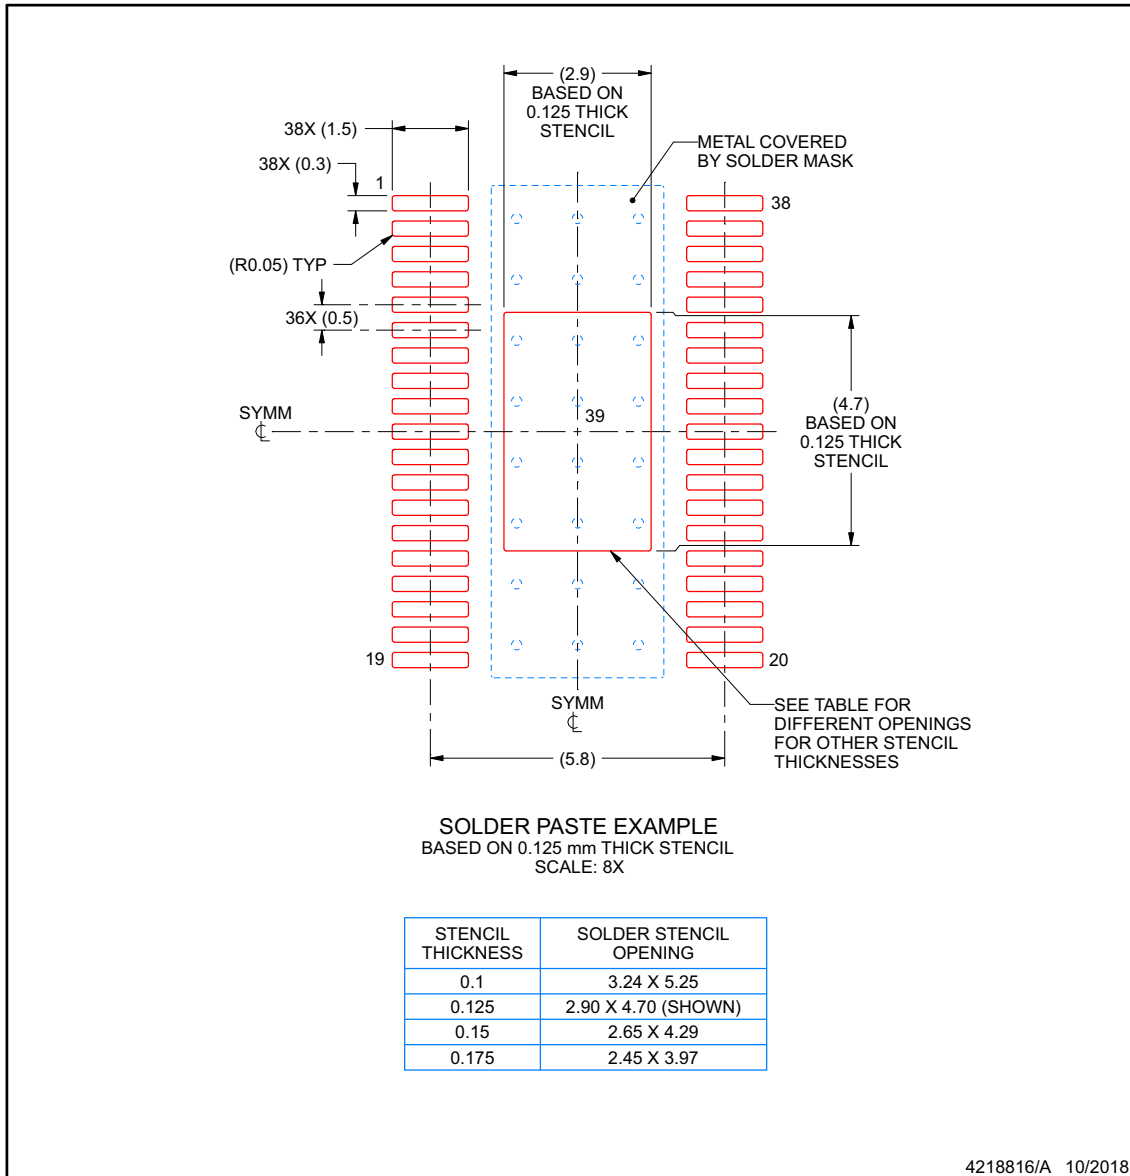 (2.9)
BASED ON
0.125 THICK
STENCIL
38X (1.5)
METAL COVERED
BY SOLDER MASK
38X (0.3)
1
38
(R0.05) TYP
36X (0.5)
(4.7)
BASED ON
0.125 THICK
STENCIL
SYMM
39
19
20
SYMM
SEE TABLE FOR
DIFFERENT OPENINGS
FOR OTHER STENCIL
THICKNESSES
(5.8)
SOLDER PASTE EXAMPLE
BASED ON 0.125 mm THICK STENCIL
SCALE: 8X
STENCIL
THICKNESS
SOLDER STENCIL
OPENING
0.1
3.24 X 5.25
0.125
2.90 X 4.70 (SHOWN)
0.15
2.65 X 4.29
0.175
2.45 X 3.97
4218816/A 10/2018